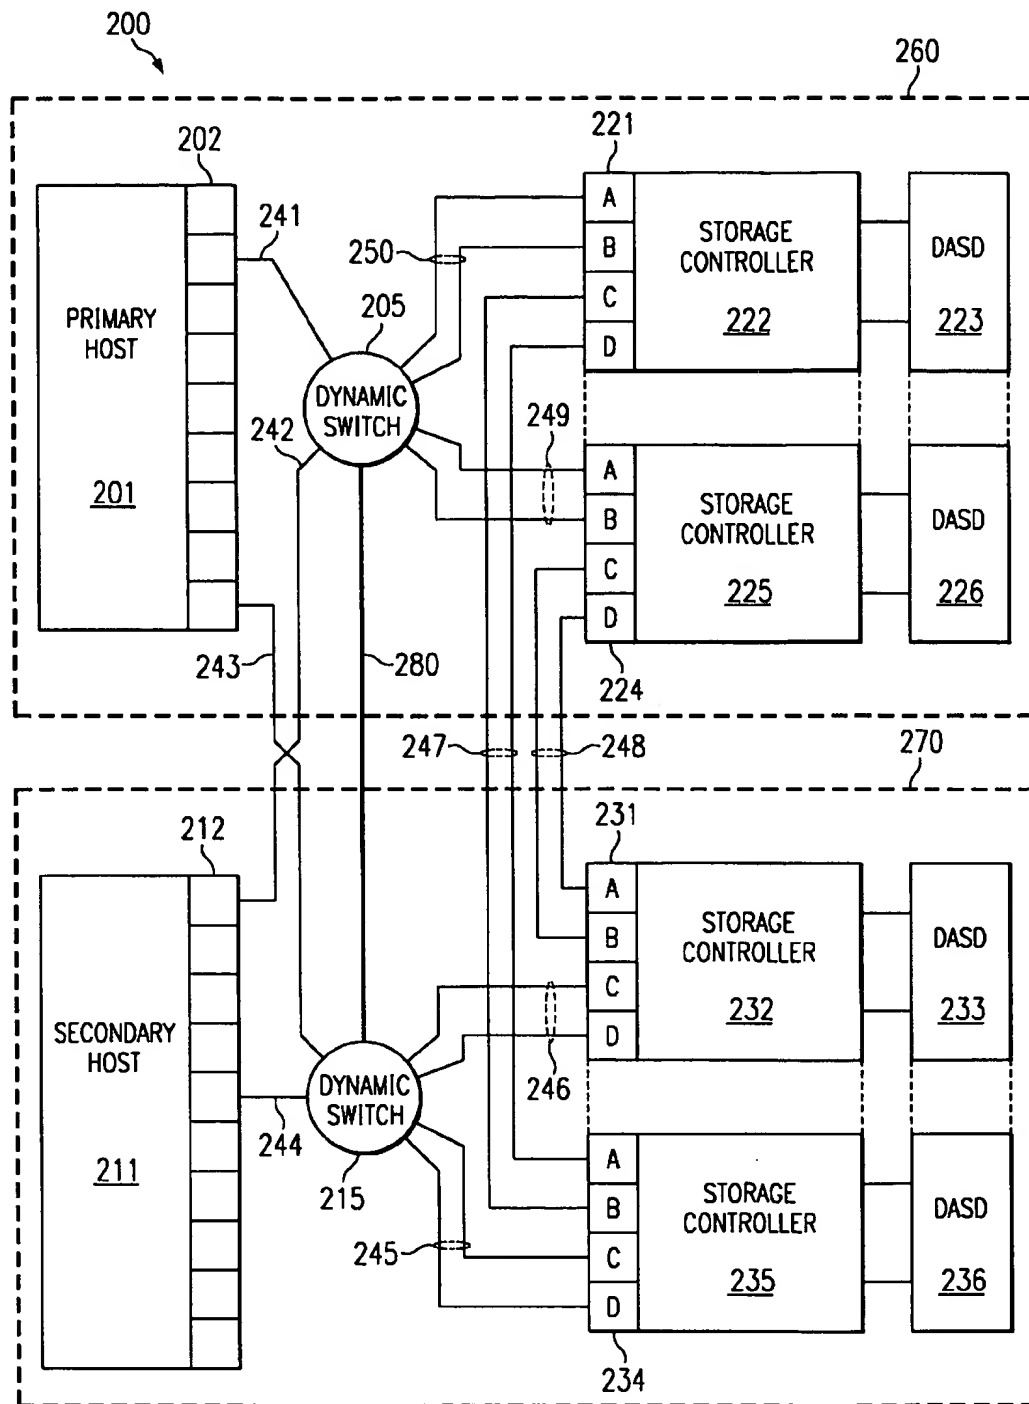 200
260
202
221
241
A
STORAGE
CONTROLLER
222
DASD
223
B
250
C
PRIMARY
HOST
201
205
D
DYNAMIC
SWITCH
242
249
A
STORAGE
CONTROLLER
225
DASD
226
B
C
D
243
280
224
247
248
270
212
231
A
STORAGE
CONTROLLER
232
DASD
233
B
C
D
SECONDARY
HOST
211
DYNAMIC
SWITCH
246
244
215
A
STORAGE
CONTROLLER
235
DASD
236
B
245
C
D
234